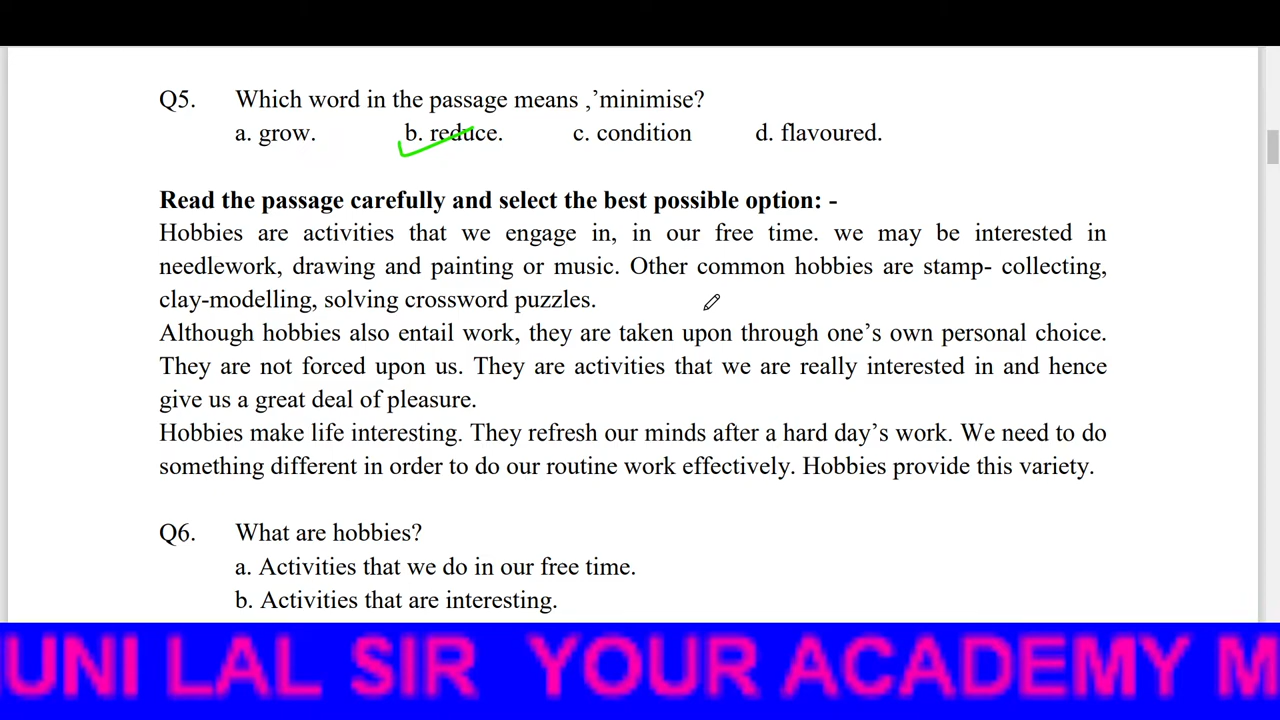 Q5. Which word in the passage means ,’minimise?
a. grow. b. reduce. c. condition d. flavoured.
Read the passage carefully and select the best possible option: -
Hobbies are activities that we engage in, in our free time. we may be interested in
needlework, drawing and painting or music. Other common hobbies are stamp- collecting,
clay-modelling, solving crossword puzzles.
Although hobbies also entail work, they are taken upon through one’s own personal choice.
They are not forced upon us. They are activities that we are really interested in and hence
give us a great deal of pleasure.
Hobbies make life interesting. They refresh our minds after a hard day’s work. We need to do
something different in order to do our routine work effectively. Hobbies provide this variety.
Q6. What are hobbies?
a. Activities that we do in our free time.
b. Activities that are interesting.
UNI LAL SIR YOUR ACADEMY M